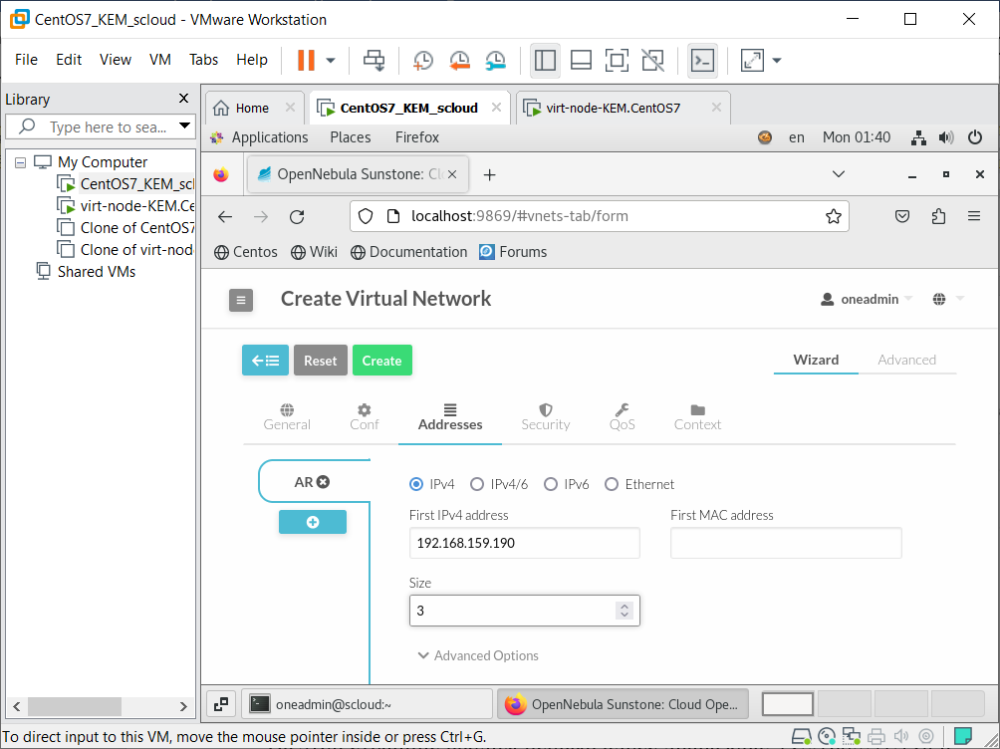 CentOS7_KEM_scloud - VMware Workstation
File Edit View VM Tabs Help
Library
Type here to sea...
My Computer
CentOS7_KEM_scl
virt-node-KEM.Ce
Clone of CentOS7
Clone of virt-nod
Shared VMs
Home
CentOS7_KEM_scloud
virt-node-KEM.CentOS7
Applications Places Firefox
en Mon 01:40
OpenNebula Sunstone: Clo
localhost:9869/#vnets-tab/form
Centos Wiki Documentation Forums
Create Virtual Network
oneadmin
Reset Create
Wizard Advanced
General Conf Addresses Security QoS Context
AR
IPv4 IPv4/6 IPv6 Ethernet
First IPv4 address First MAC address
192.168.159.190
Size
3
Advanced Options
oneadmin@scloud:~
OpenNebula Sunstone: Cloud Ope...
To direct input to this VM, move the mouse pointer inside or press Ctrl+G.